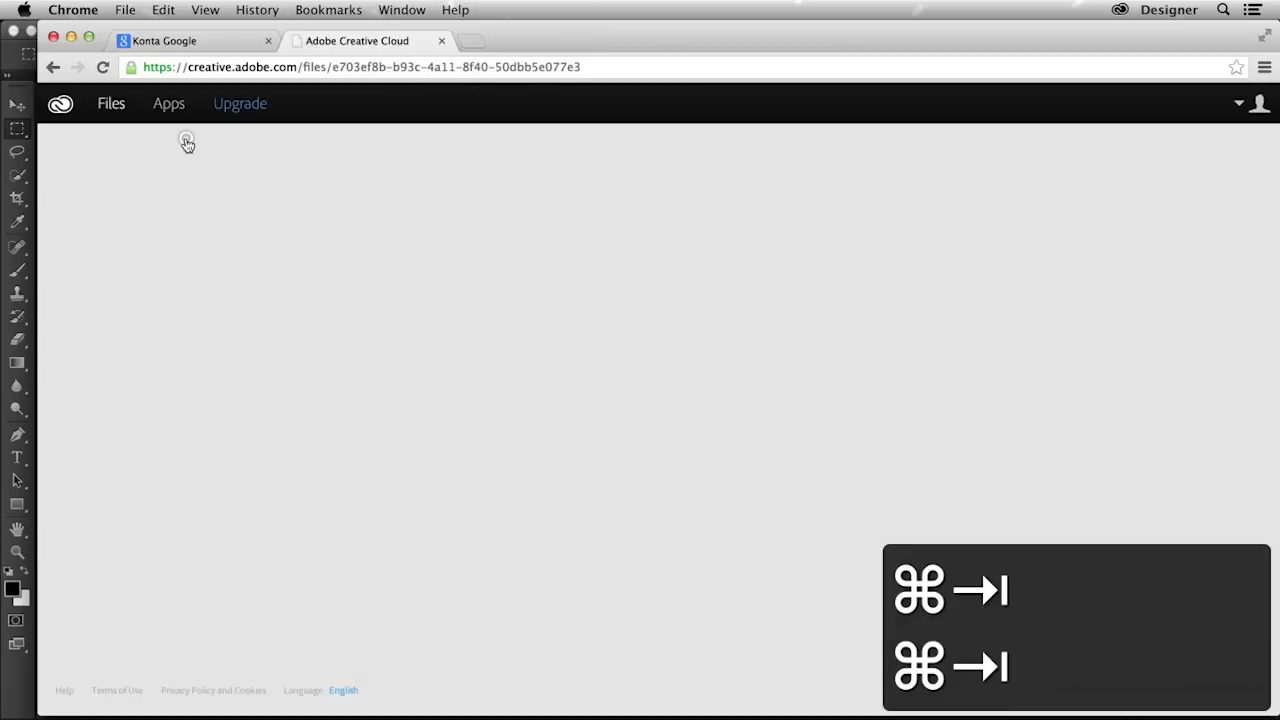 Chrome File Edit View History Bookmarks Window Help Designer
Konta Google Adobe Creative Cloud
https://creative.adobe.com/files/e703ef8b-b93c-4a11-8f40-50dbb5e077e3
Files Apps Upgrade
Help Terms of Use Privacy Policy and Cookies Language English
⌘⇥
⌘⇥